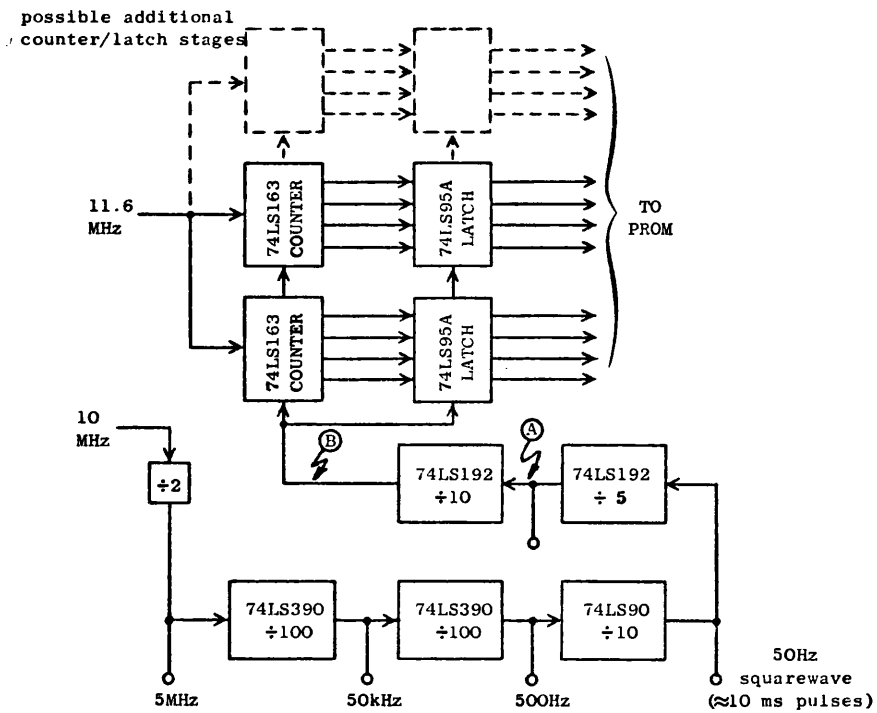 possible additional
counter/latch stages
11.6
MHz
74LS163
COUNTER
74LS95A
LATCH
TO
PROM
74LS163
COUNTER
74LS95A
LATCH
10
MHz
÷2
B
A
74LS192
÷10
74LS192
÷ 5
74LS390
÷100
74LS390
÷100
74LS90
÷10
5MHz
50kHz
500Hz
50Hz
squarewave
(≈10 ms pulses)